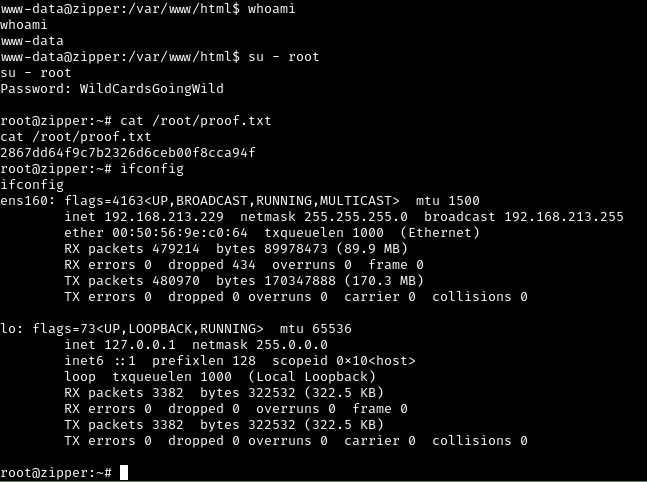 www-data@zipper:/var/www/html$ whoami
whoami
www-data
www-data@zipper:/var/www/html$ su - root
su - root
Password: WildCardsGoingWild
root@zipper:~# cat /root/proof.txt
cat /root/proof.txt
2867dd64f9c7b2326d6ceb00f8cca94f
root@zipper:~# ifconfig
ifconfig
ens160: flags=4163<UP,BROADCAST,RUNNING,MULTICAST>  mtu 1500
        inet 192.168.213.229  netmask 255.255.255.0  broadcast 192.168.213.255
        ether 00:50:56:9e:c0:64  txqueuelen 1000  (Ethernet)
        RX packets 479214  bytes 89978473 (89.9 MB)
        RX errors 0  dropped 434  overruns 0  frame 0
        TX packets 480970  bytes 170347888 (170.3 MB)
        TX errors 0  dropped 0 overruns 0  carrier 0  collisions 0
lo: flags=73<UP,LOOPBACK,RUNNING>  mtu 65536
        inet 127.0.0.1  netmask 255.0.0.0
        inet6 ::1  prefixlen 128  scopeid 0x10<host>
        loop  txqueuelen 1000  (Local Loopback)
        RX packets 3382  bytes 322532 (322.5 KB)
        RX errors 0  dropped 0  overruns 0  frame 0
        TX packets 3382  bytes 322532 (322.5 KB)
        TX errors 0  dropped 0 overruns 0  carrier 0  collisions 0
root@zipper:~#